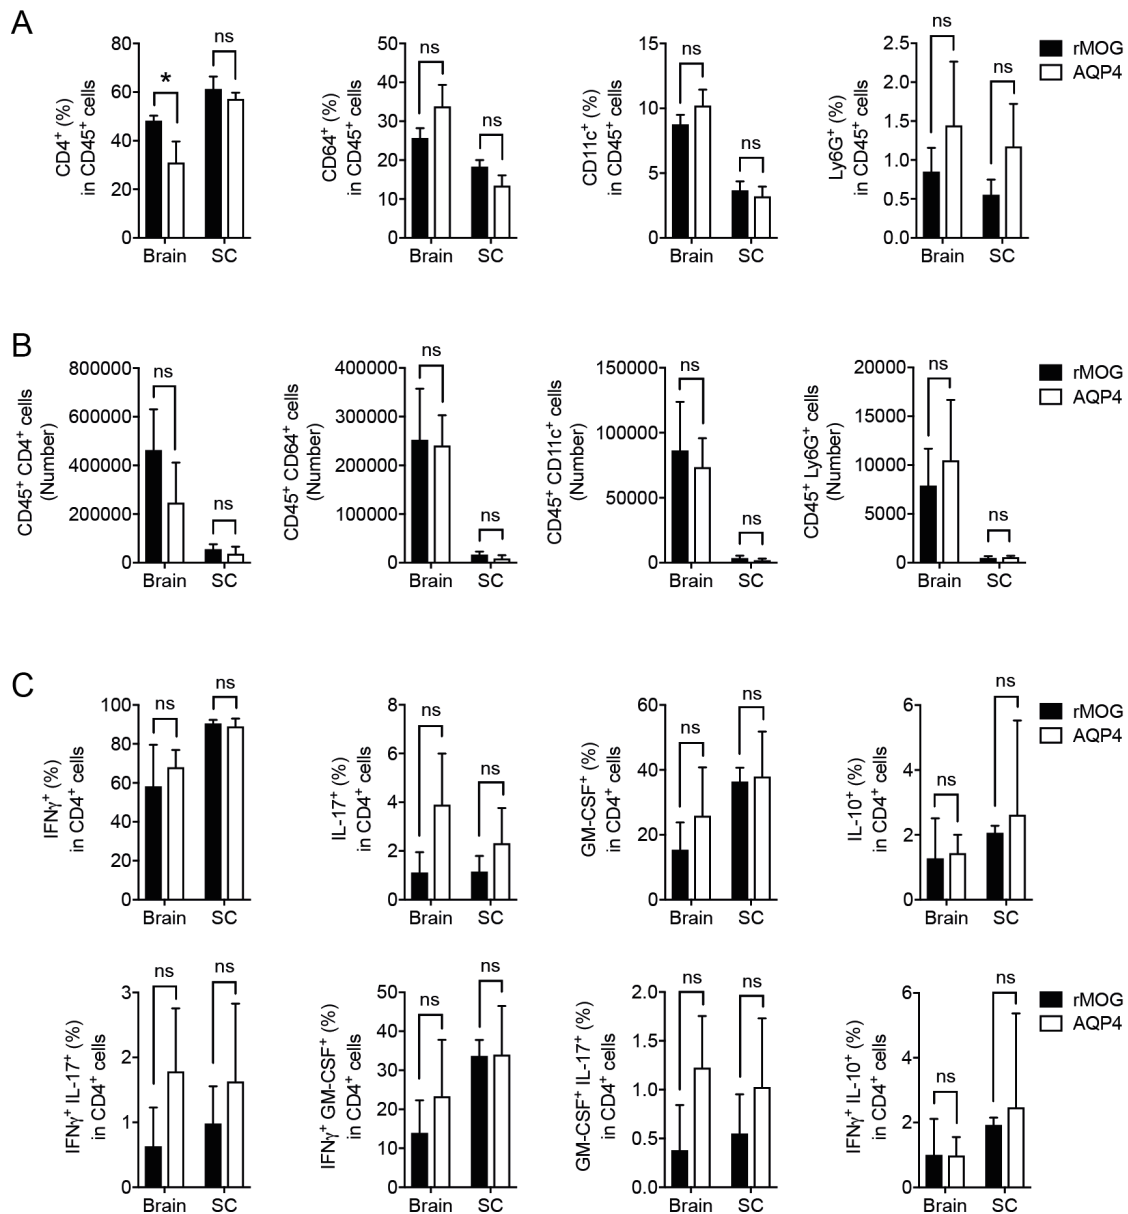 A
CD4⁺ (%)
in CD45⁺ cells
80
60
40
20
0
*
ns
Brain
SC
CD64⁺ (%)
in CD45⁺ cells
50
40
30
20
10
0
ns
ns
Brain
SC
CD11c⁺ (%)
in CD45⁺ cells
15
10
5
0
ns
ns
Brain
SC
Ly6G⁺ (%)
in CD45⁺ cells
2.5
2.0
1.5
1.0
0.5
0.0
ns
ns
Brain
SC
rMOG
AQP4
B
CD45⁺ CD4⁺ cells
(Number)
800000
600000
400000
200000
0
ns
ns
Brain
SC
CD45⁺ CD64⁺ cells
(Number)
400000
300000
200000
100000
0
ns
ns
Brain
SC
CD45⁺ CD11c⁺ cells
(Number)
150000
100000
50000
0
ns
ns
Brain
SC
CD45⁺ Ly6G⁺ cells
(Number)
20000
15000
10000
5000
0
ns
ns
Brain
SC
rMOG
AQP4
C
IFNγ⁺ (%)
in CD4⁺ cells
100
80
60
40
20
0
ns
ns
Brain
SC
IL-17⁺ (%)
in CD4⁺ cells
8
6
4
2
0
ns
ns
Brain
SC
GM-CSF⁺ (%)
in CD4⁺ cells
60
40
20
0
ns
ns
Brain
SC
IL-10⁺ (%)
in CD4⁺ cells
6
4
2
0
ns
ns
Brain
SC
rMOG
AQP4
IFNγ⁺ IL-17⁺ (%)
in CD4⁺ cells
3
2
1
0
ns
ns
Brain
SC
IFNγ⁺ GM-CSF⁺ (%)
in CD4⁺ cells
50
40
30
20
10
0
ns
ns
Brain
SC
GM-CSF⁺ IL-17⁺ (%)
in CD4⁺ cells
2.0
1.5
1.0
0.5
0.0
ns
ns
Brain
SC
IFNγ⁺ IL-10⁺ (%)
in CD4⁺ cells
6
4
2
0
ns
ns
Brain
SC
rMOG
AQP4